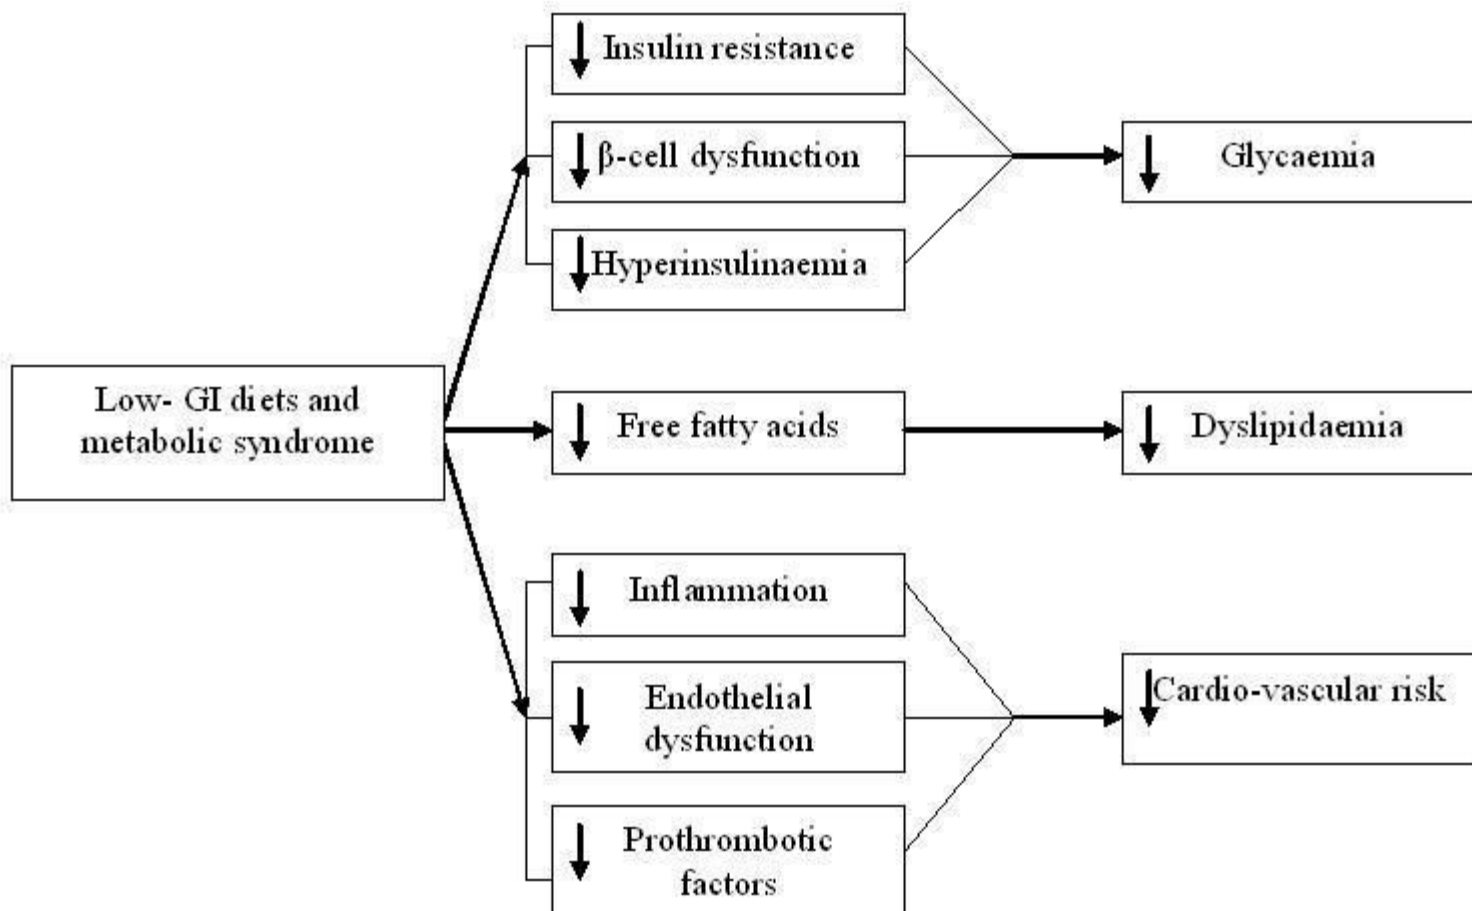 Insulin resistance
β-cell dysfunction
Glycaemia
Hyperinsulinaemia
Low- GI diets and
metabolic syndrome
Free fatty acids
Dyslipidaemia
Inflammation
Endothelial
dysfunction
Cardio-vascular risk
Prothrombotic
factors